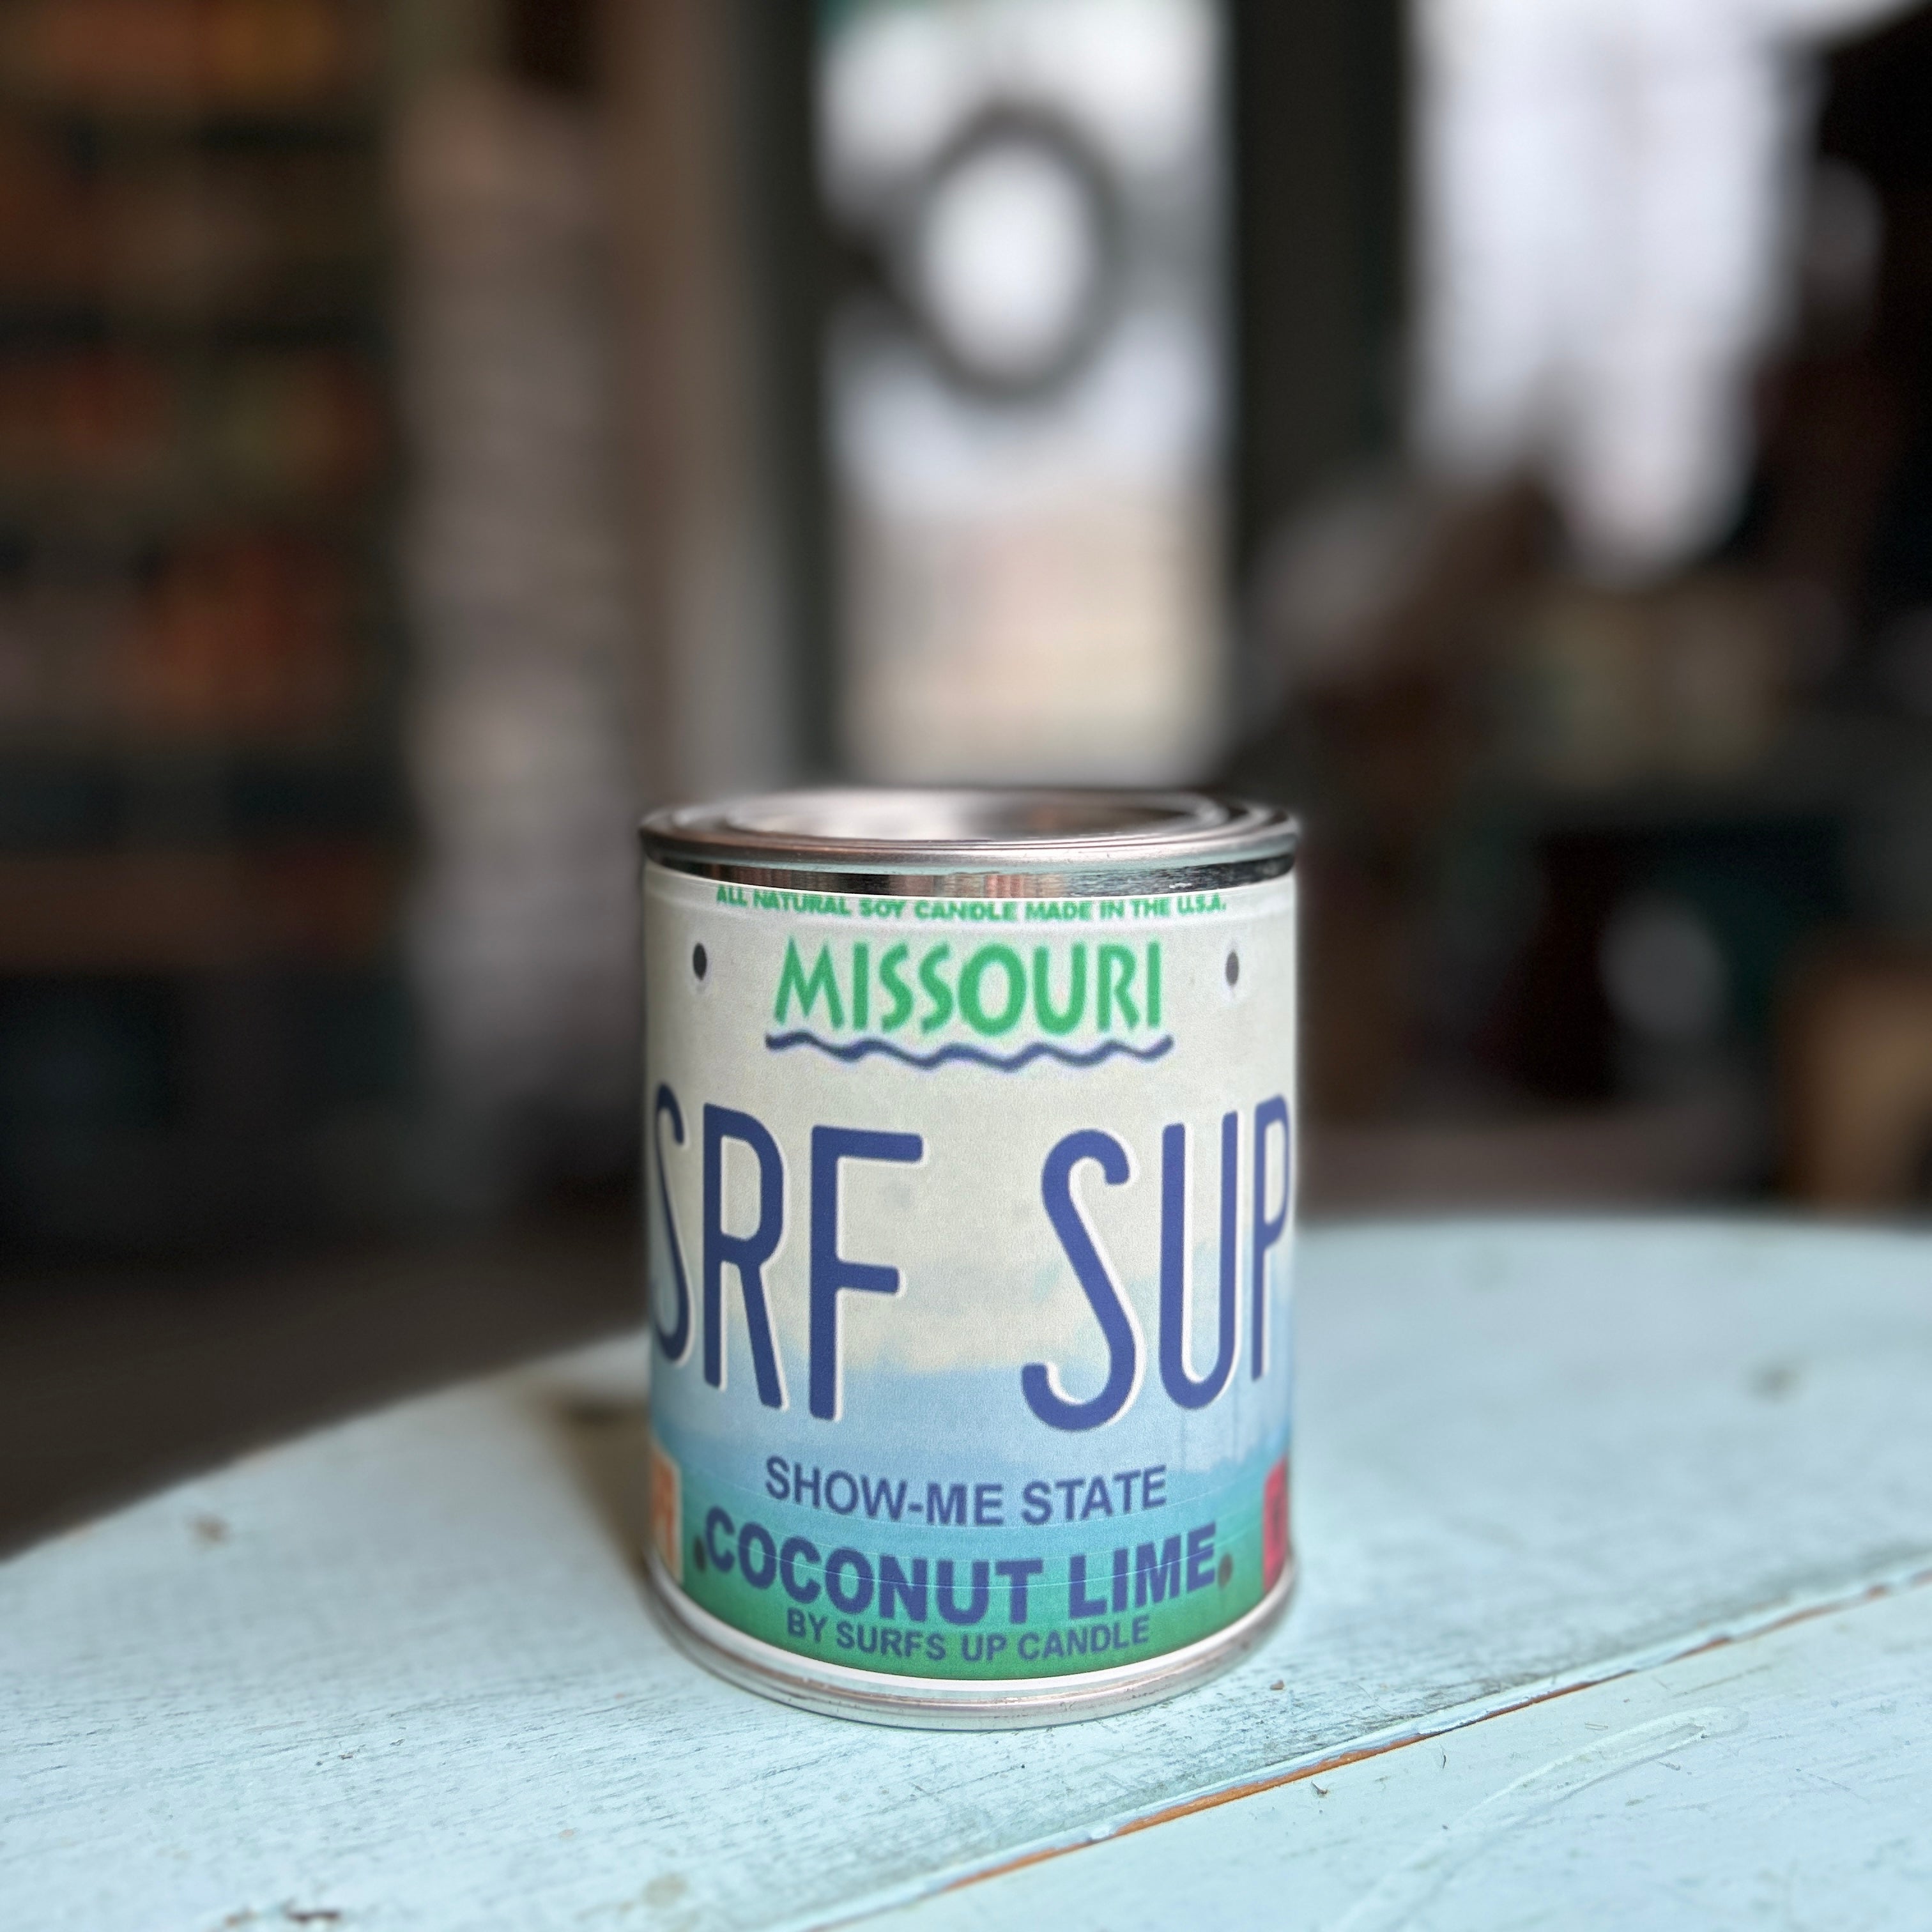 ALL NATURAL SOY CANDLE MADE IN THE U.S.A.
MISSOURI
SRF SUP
SHOW-ME STATE
COCONUT LIME
BY SURFS UP CANDLE